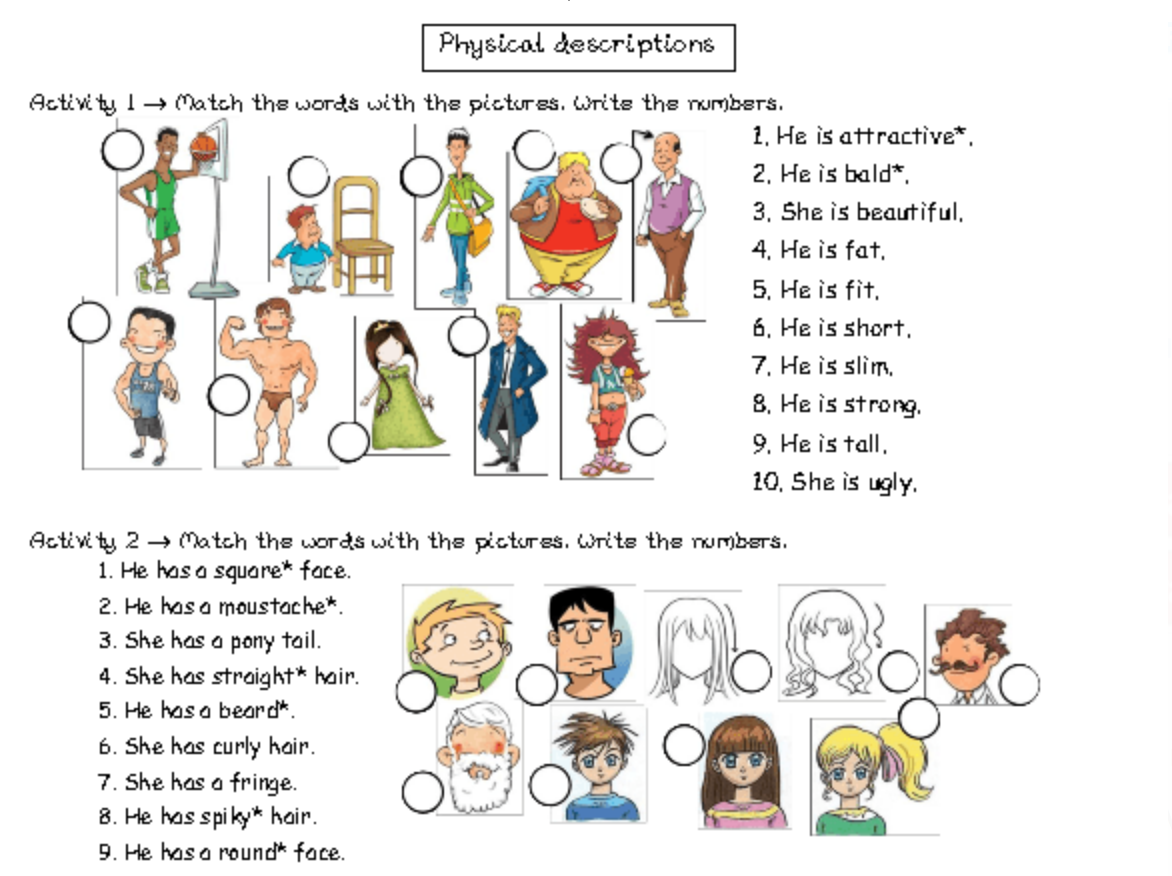 Physical descriptions
Activity 1 → Match the words with the pictures. Write the numbers.
1. He is attractive*.
2. He is bald*.
3. She is beautiful.
4. He is fat.
5. He is fit.
6. He is short.
7. He is slim.
8. He is strong.
9. He is tall.
10. She is ugly.
Activity 2 → Match the words with the pictures. Write the numbers.
1. He has a square* face.
2. He has a moustache*.
3. She has a pony tail.
4. She has straight* hair.
5. He has a beard*.
6. She has curly hair.
7. She has a fringe.
8. He has spiky* hair.
9. He has a round* face.